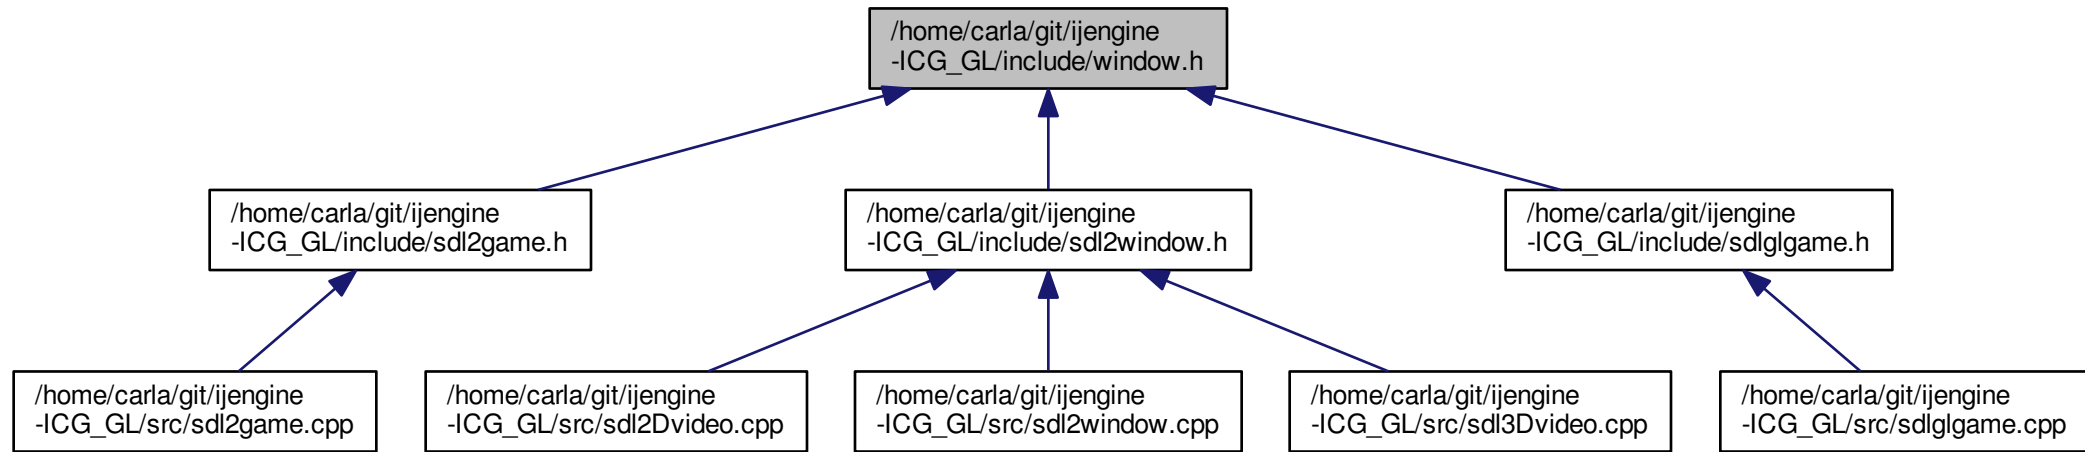 /home/carla/git/ijengine
-ICG_GL/include/window.h
/home/carla/git/ijengine
-ICG_GL/include/sdl2game.h
/home/carla/git/ijengine
-ICG_GL/include/sdl2window.h
/home/carla/git/ijengine
-ICG_GL/include/sdlglgame.h
/home/carla/git/ijengine
-ICG_GL/src/sdl2game.cpp
/home/carla/git/ijengine
-ICG_GL/src/sdl2Dvideo.cpp
/home/carla/git/ijengine
-ICG_GL/src/sdl2window.cpp
/home/carla/git/ijengine
-ICG_GL/src/sdl3Dvideo.cpp
/home/carla/git/ijengine
-ICG_GL/src/sdlglgame.cpp